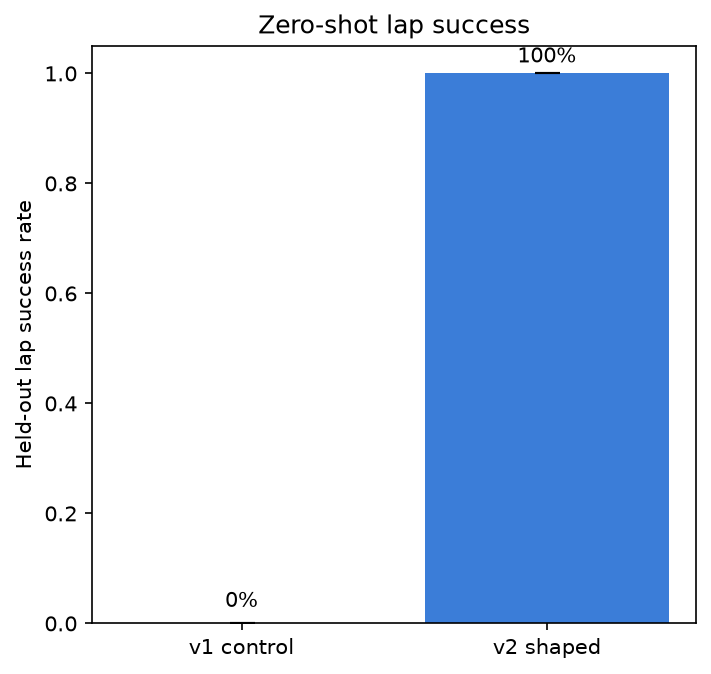 Zero-shot lap success
Held-out lap success rate
1.0
0.8
0.6
0.4
0.2
0.0
0%
100%
v1 control
v2 shaped